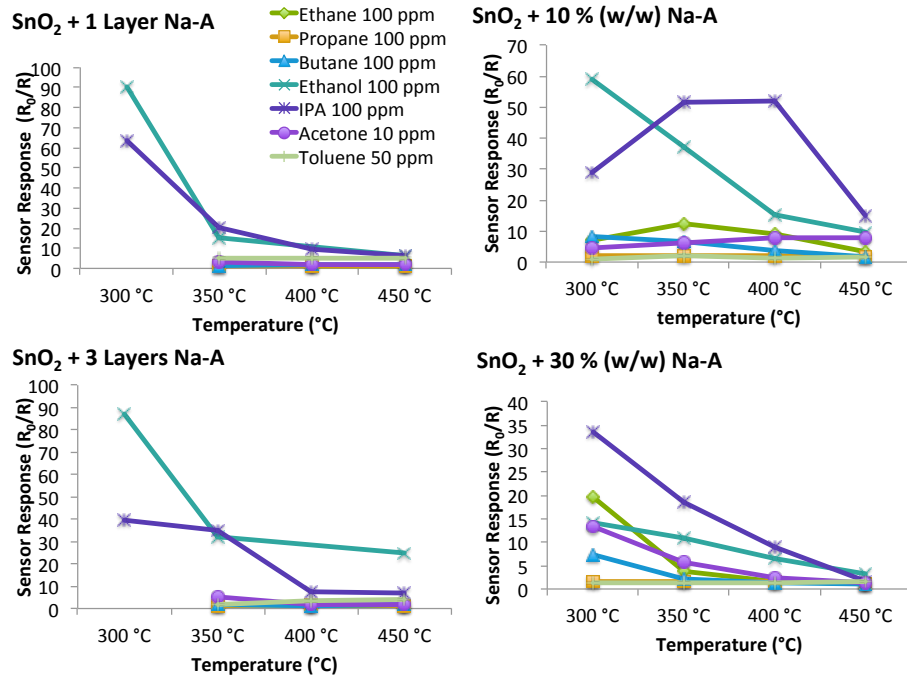 SnO₂ + 1 Layer Na-A
Sensor Response (R₀/R)
100
90
80
70
60
50
40
30
20
10
0
300 °C 350 °C 400 °C 450 °C
Temperature (°C)
Ethane 100 ppm
Propane 100 ppm
Butane 100 ppm
Ethanol 100 ppm
IPA 100 ppm
Acetone 10 ppm
Toluene 50 ppm
SnO₂ + 10 % (w/w) Na-A
Sensor Response (R₀/R)
70
60
50
40
30
20
10
0
300 °C 350 °C 400 °C 450 °C
temperature (°C)
SnO₂ + 3 Layers Na-A
Sensor Response (R₀/R)
100
90
80
70
60
50
40
30
20
10
0
300 °C 350 °C 400 °C 450 °C
Temperature (°C)
SnO₂ + 30 % (w/w) Na-A
Sensor Response (R₀/R)
40
35
30
25
20
15
10
5
0
300 °C 350 °C 400 °C 450 °C
Temperature (°C)